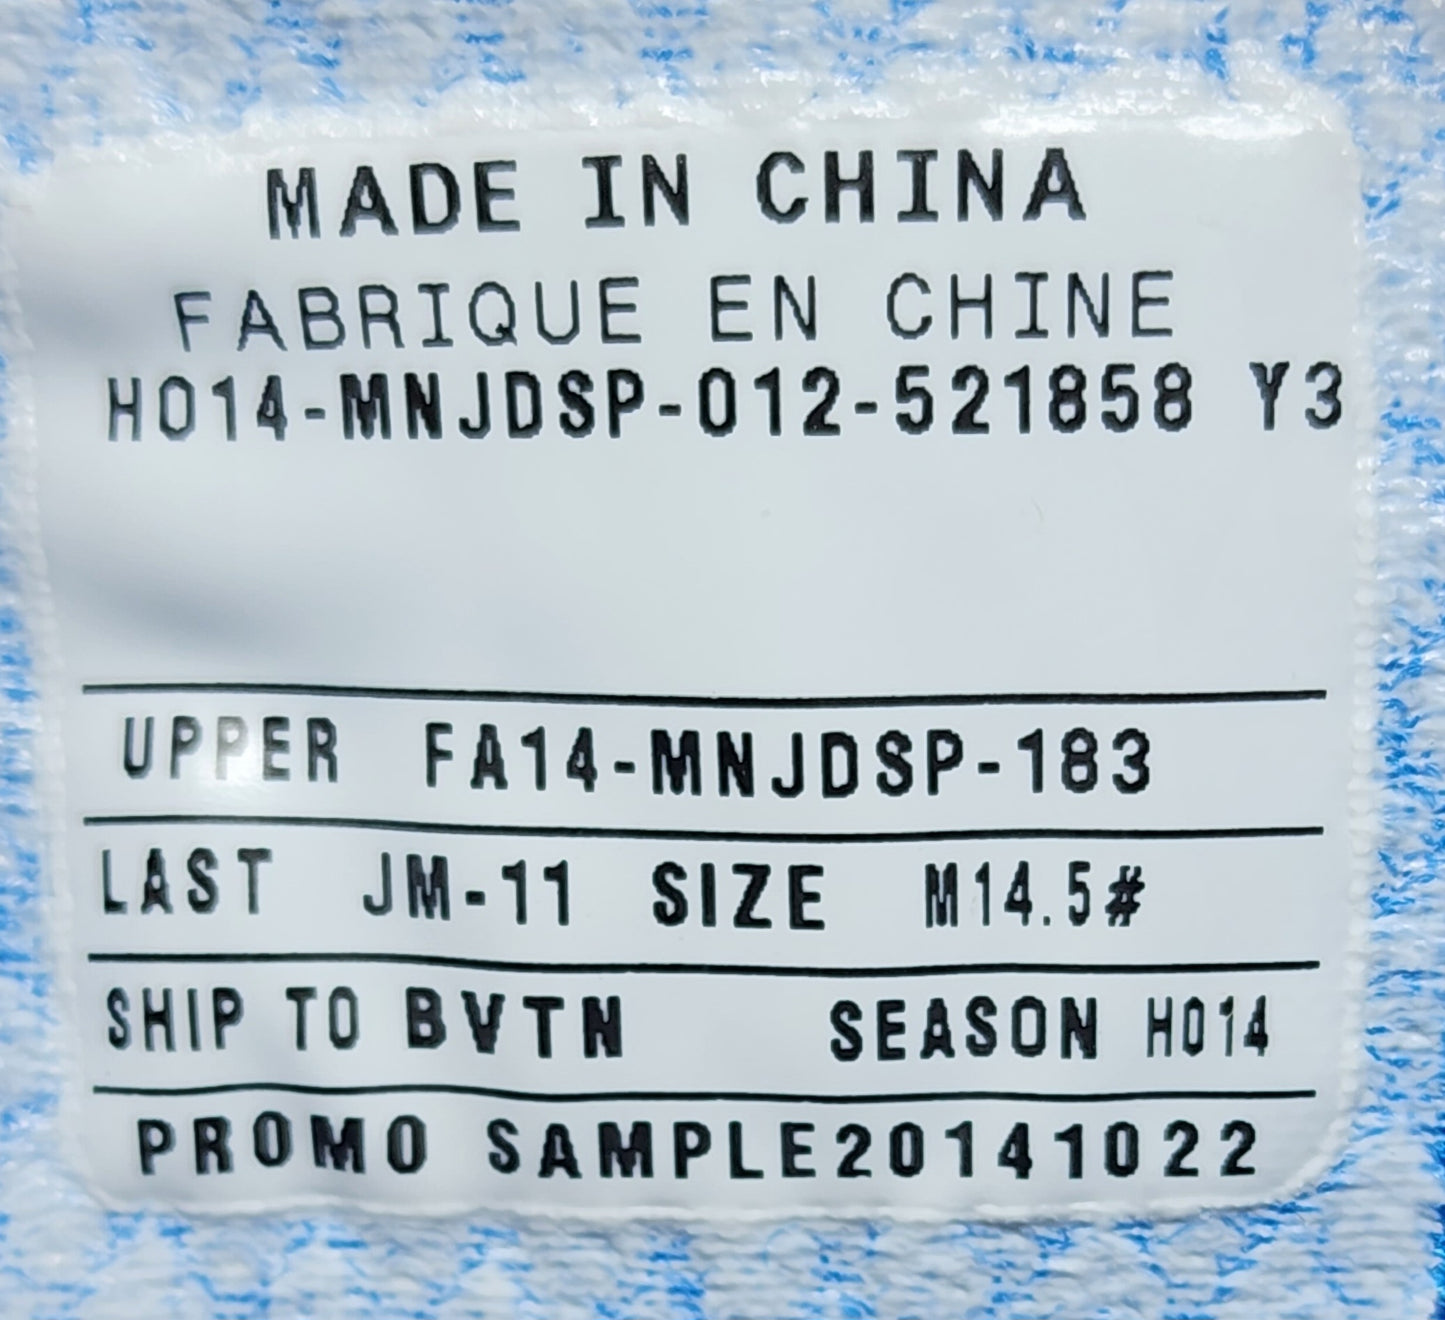 MADE IN CHINA
FABRIQUE EN CHINE
HO14-MNJDSP-012-521858 Y3
UPPER FA14-MNJDSP-183
LAST JM-11 SIZE M14.5#
SHIP TO BVTN SEASON HO14
PROMO SAMPLE20141022